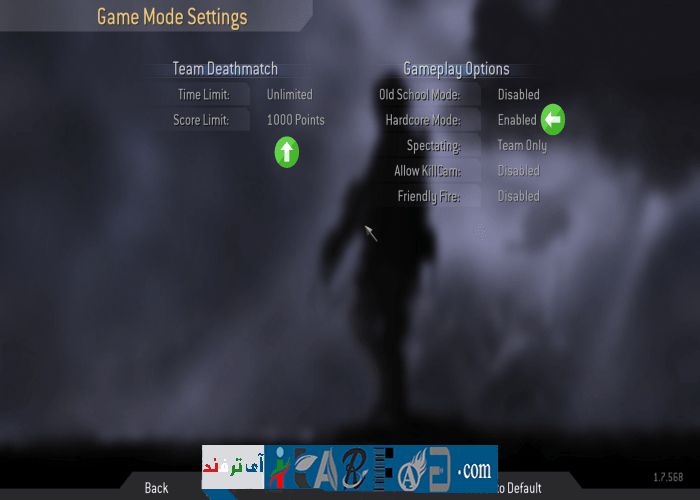 Game Mode Settings
Team Deathmatch
Time Limit: Unlimited
Score Limit: 1000 Points
Gameplay Options
Old School Mode: Disabled
Hardcore Mode: Enabled
Spectating: Team Only
Allow KillCam: Disabled
Friendly Fire: Disabled
1.7.568
آی ترفند
.com
Back
to Default